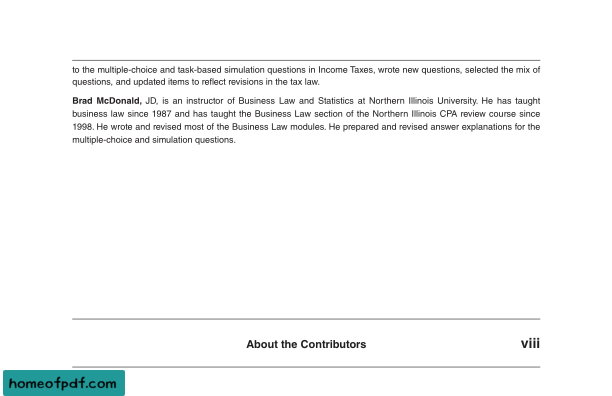 to the multiple-choice and task-based simulation questions in Income Taxes, wrote new questions, selected the mix of
questions, and updated items to reflect revisions in the tax law.
Brad McDonald, JD, is an instructor of Business Law and Statistics at Northern Illinois University. He has taught
business law since 1987 and has taught the Business Law section of the Northern Illinois CPA review course since
1998. He wrote and revised most of the Business Law modules. He prepared and revised answer explanations for the
multiple-choice and simulation questions.
About the Contributors viii
homeofpdf.com